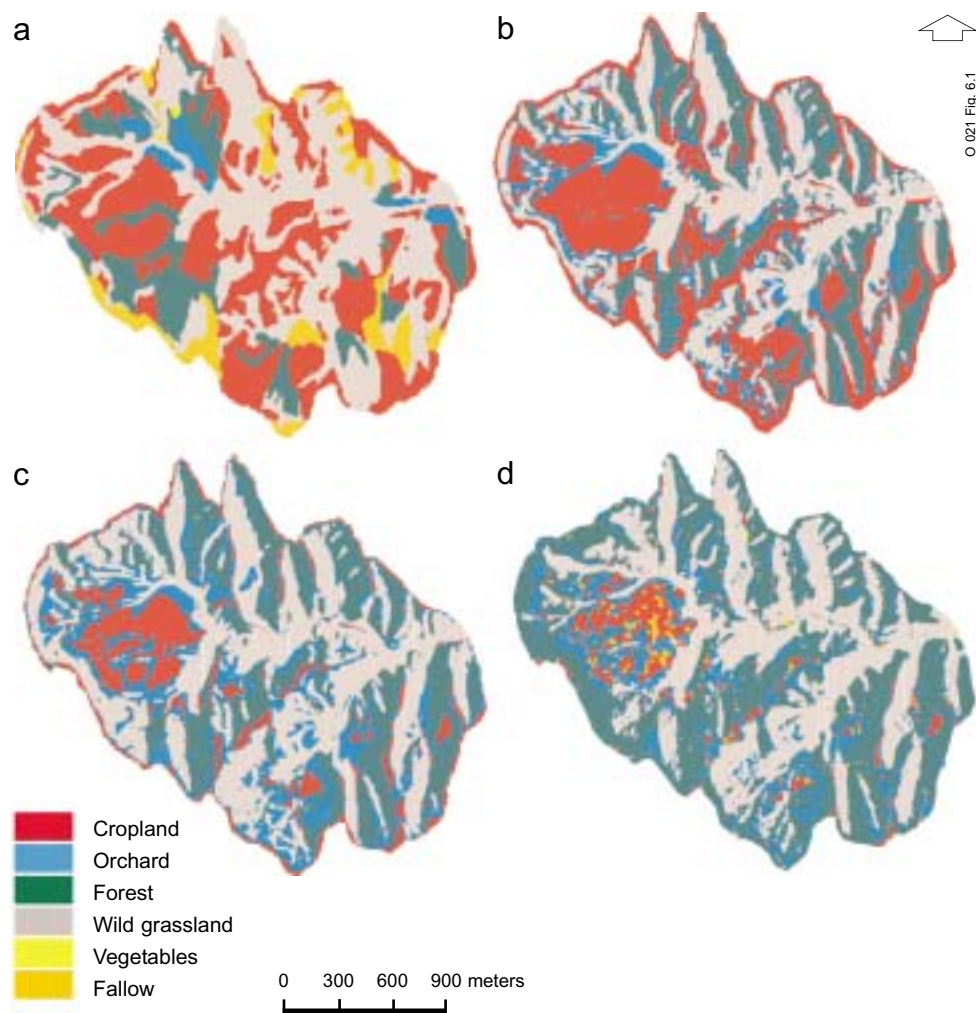 a
b
O 021 Fig. 6.1
c
d
Cropland
Orchard
Forest
Wild grassland
Vegetables
Fallow
0 300 600 900 meters